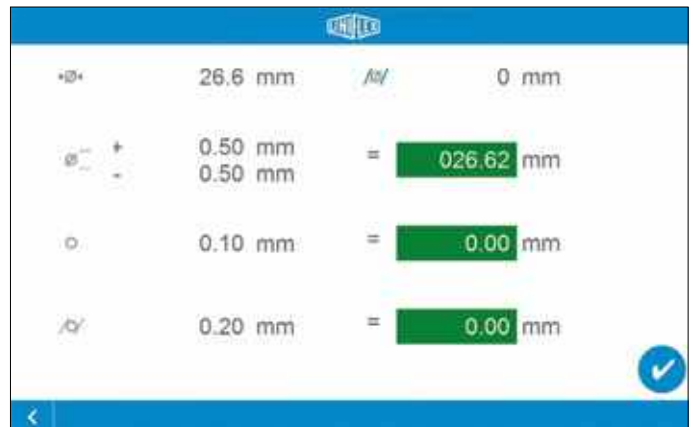 UNIFLEX
26.6 mm 0 mm
+ 0.50 mm = 026.62 mm
- 0.50 mm
0.10 mm = 0.00 mm
0.20 mm = 0.00 mm